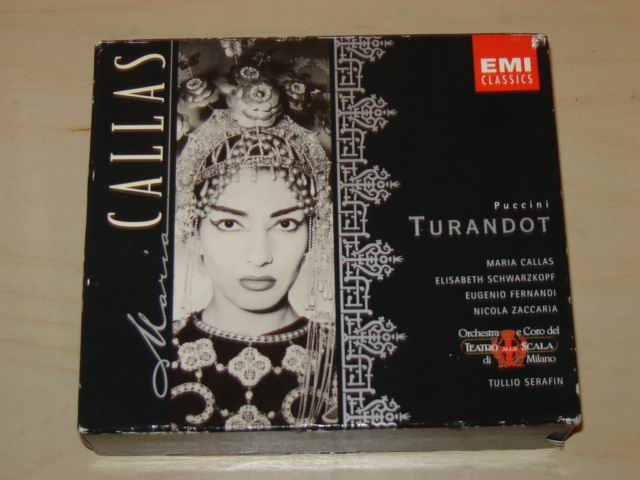 Maria CALLAS
EMI
CLASSICS
Puccini
TURANDOT
MARIA CALLAS
ELISABETH SCHWARZKOPF
EUGENIO FERNANDI
NICOLA ZACCARIA
Orchestra e Coro del
TEATRO ALLA SCALA
di Milano
TULLIO SERAFIN